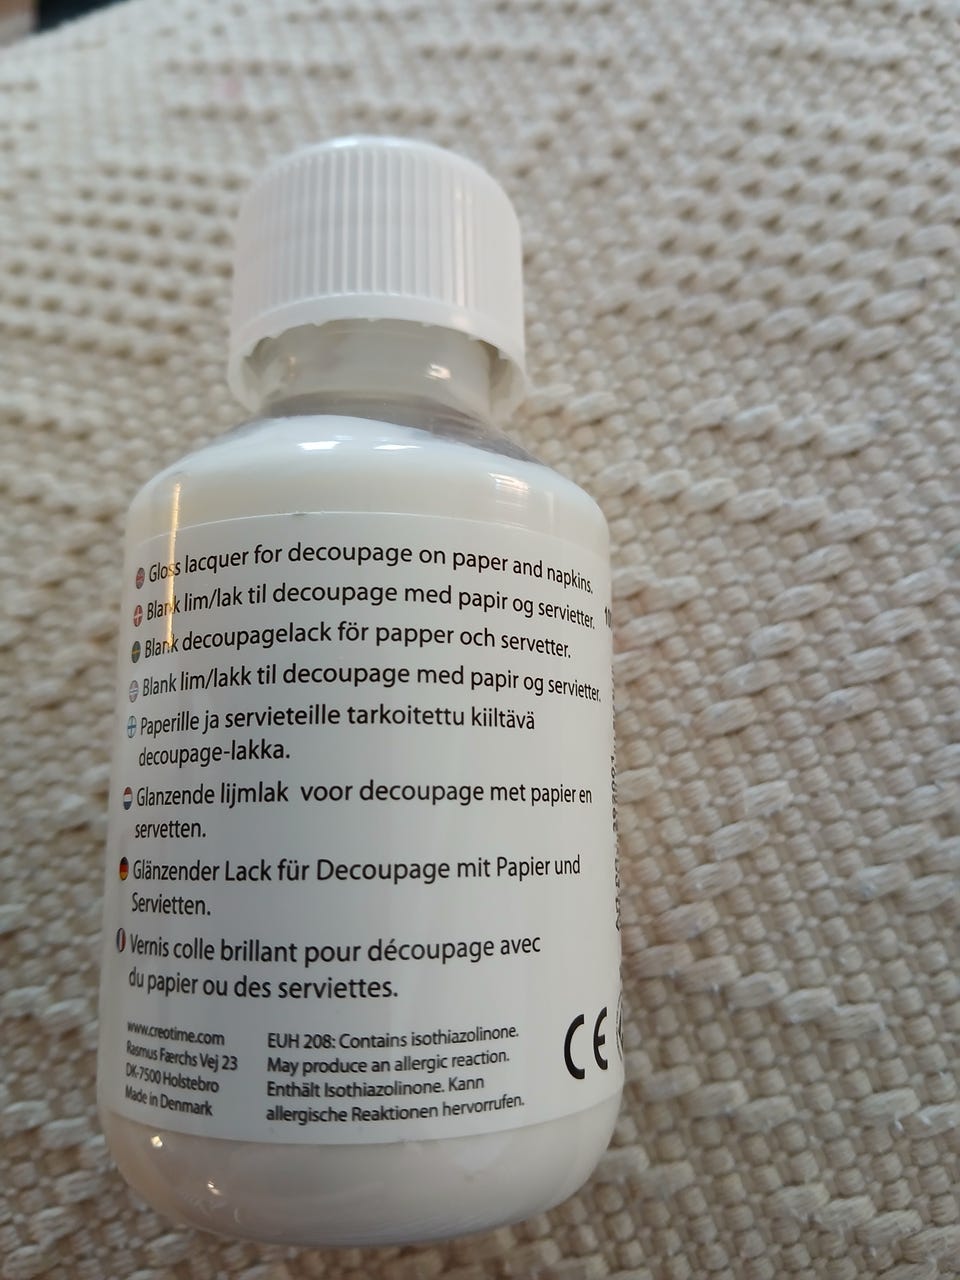 Gloss lacquer for decoupage on paper and napkins.
Blank lim/lak til decoupage med papir og servietter.
Blank decoupagelack för papper och servetter.
Blank lim/lakk til decoupage med papir og servietter.
Paperille ja servieteille tarkoitettu kiiltävä
decoupage-lakka.
Glanzende lijmlak voor decoupage met papier en
servetten.
Glänzender Lack für Decoupage mit Papier und
Servietten.
Vernis colle brillant pour découpage avec
du papier ou des serviettes.
www.creotime.com
Rasmus Færchs Vej 23
DK-7500 Holstebro
Made in Denmark
EUH 208: Contains isothiazolinone.
May produce an allergic reaction.
Enthält Isothiazolinone. Kann
allergische Reaktionen hervorrufen.
CE